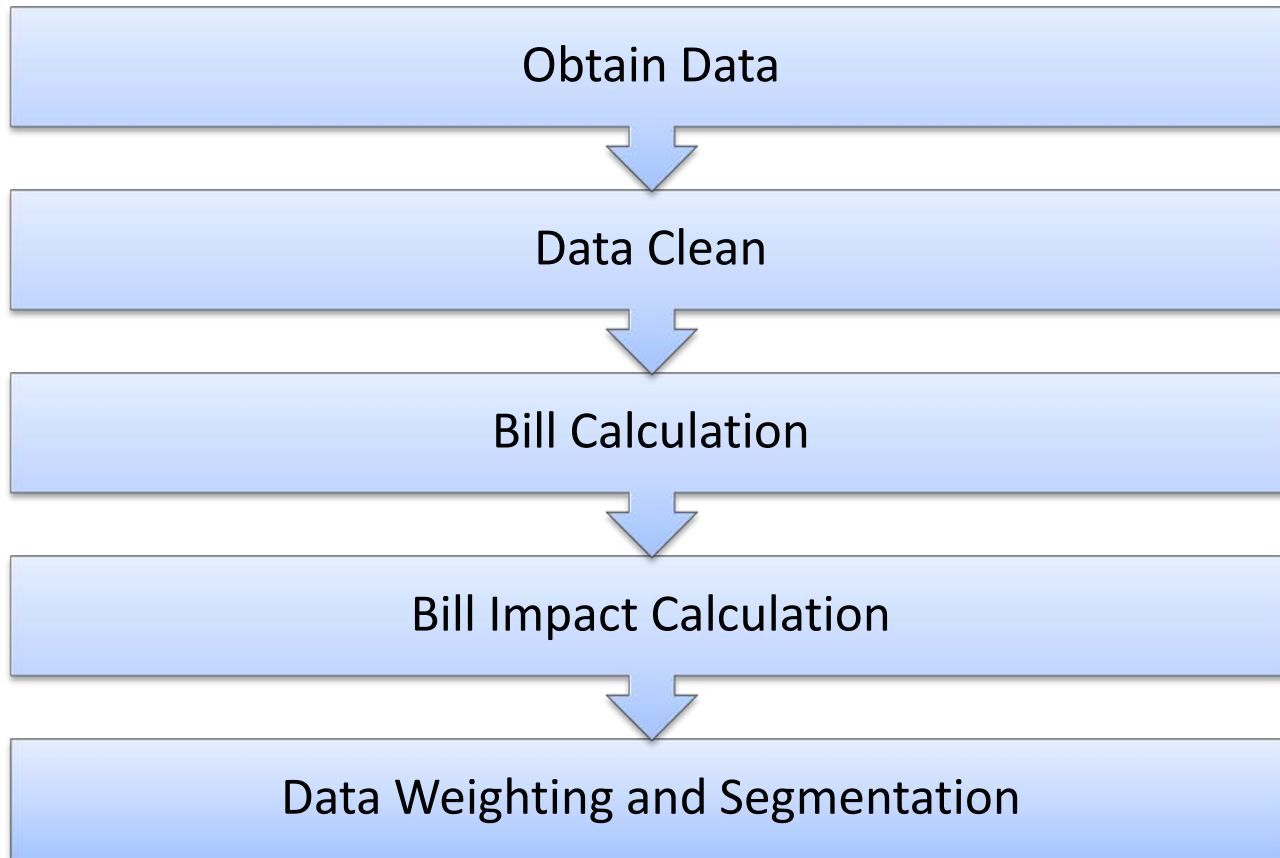 Obtain Data
Data Clean
Bill Calculation
Bill Impact Calculation
Data Weighting and Segmentation